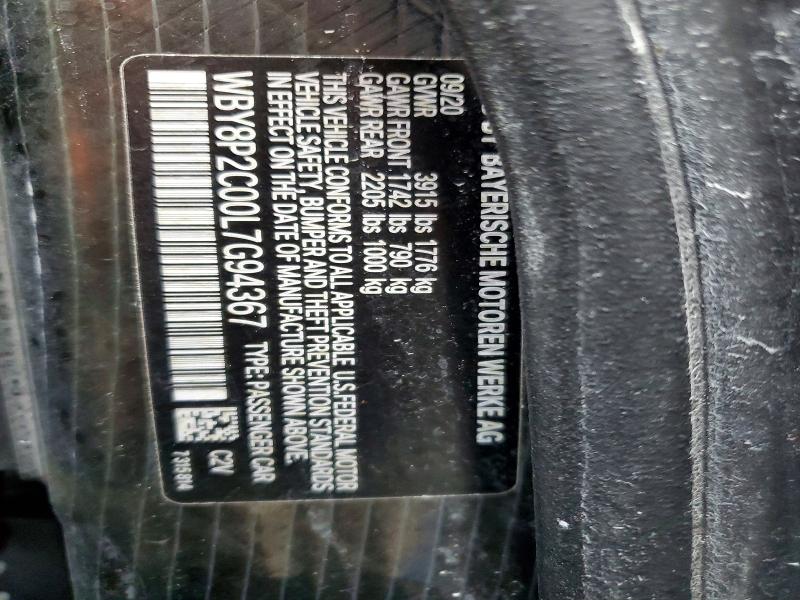 BAYERISCHE MOTOREN WERKE AG
09/20
GVWR 3915 lbs 1776 kg
GAWR FRONT 1742 lbs 790 kg
GAWR REAR 2205 lbs 1000 kg
THIS VEHICLE CONFORMS TO ALL APPLICABLE U.S.FEDERAL MOTOR
VEHICLE SAFETY, BUMPER AND THEFT PREVENTION STANDARDS
IN EFFECT ON THE DATE OF MANUFACTURE SHOWN ABOVE.
WBY8P2C00L7G94367 TYPE: PASSENGER CAR
C2V